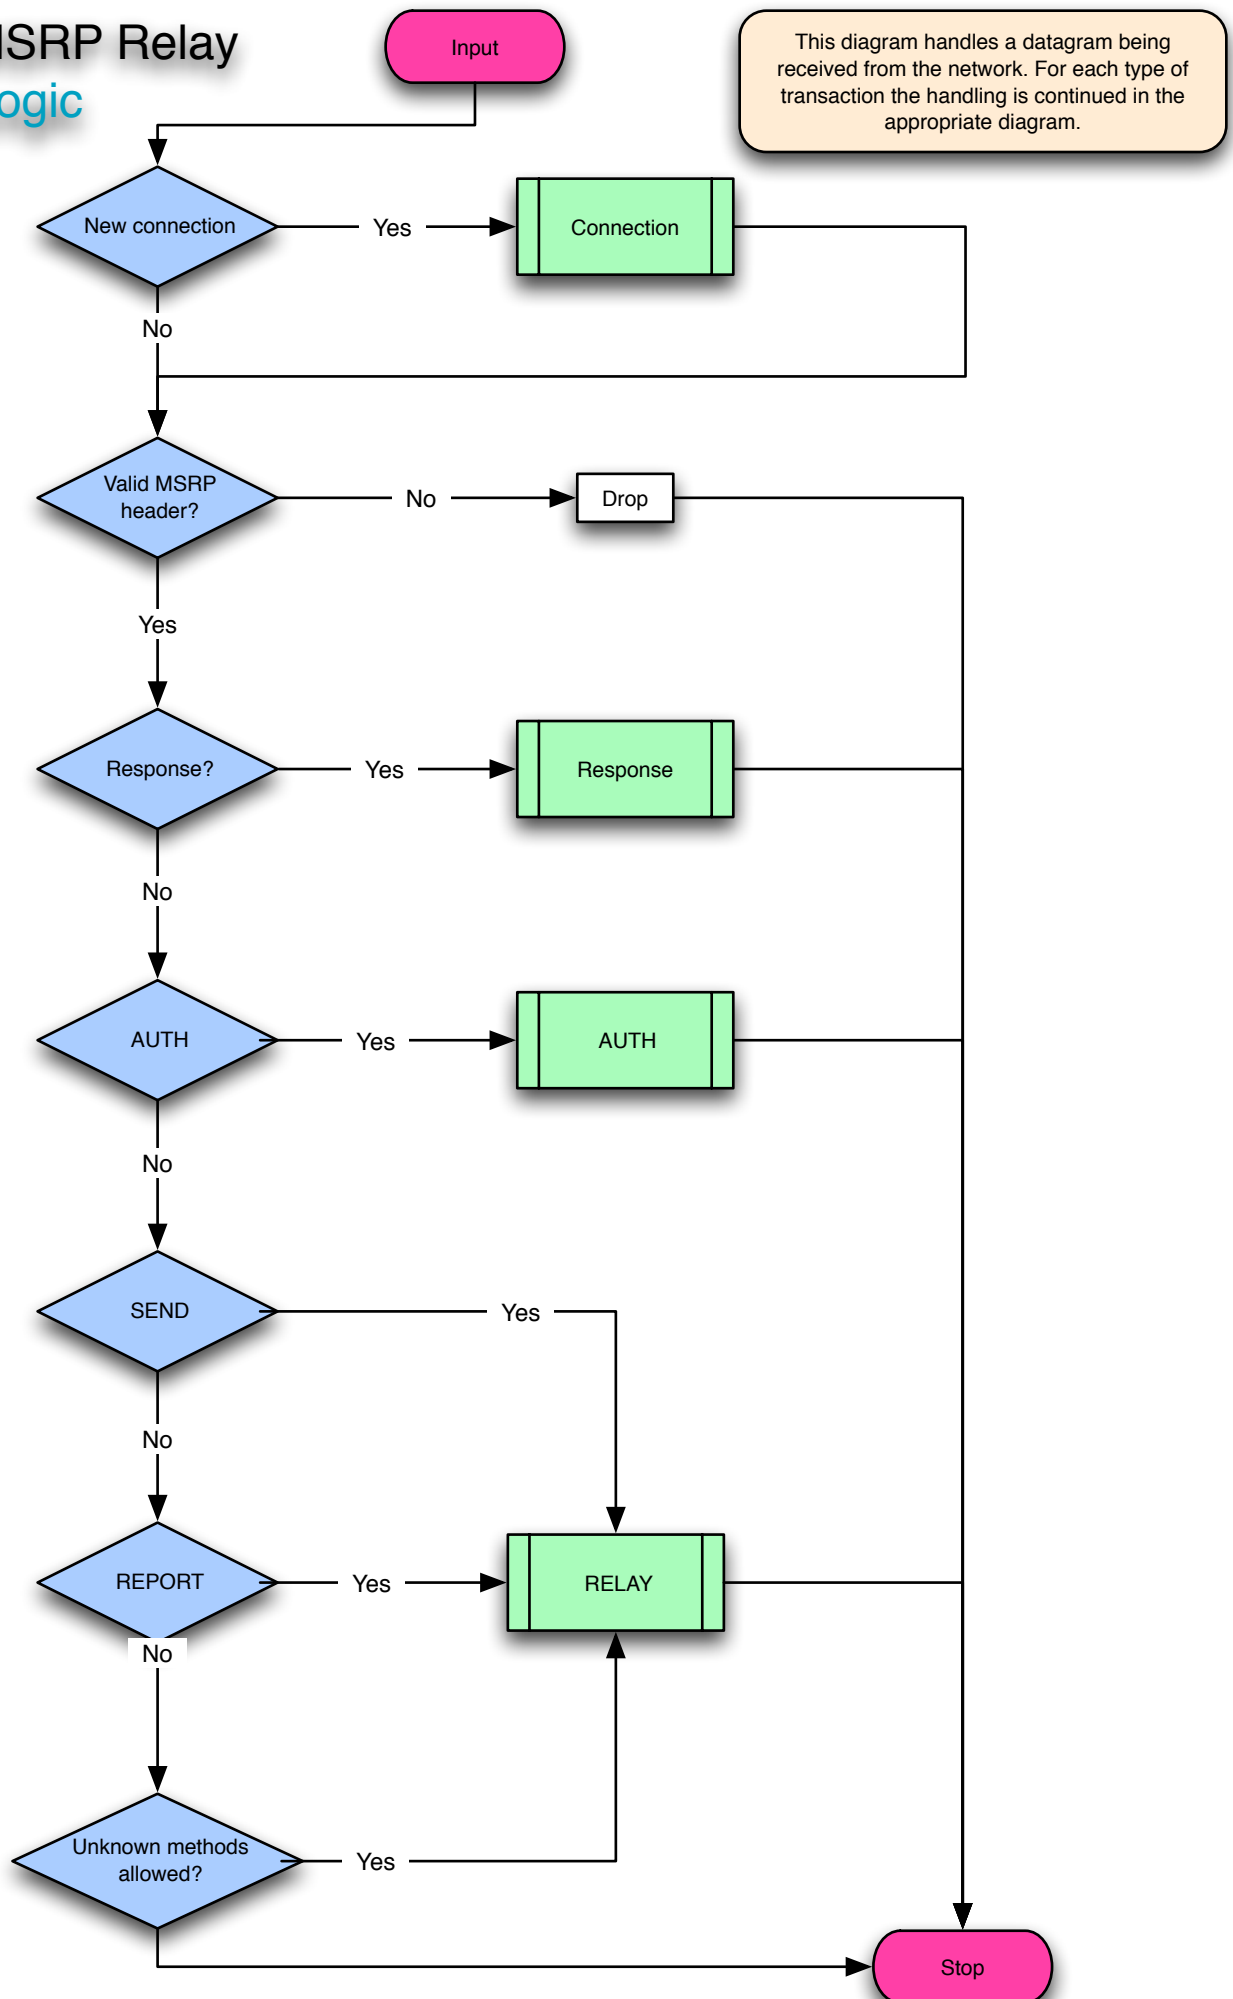 MSRP Relay
ogic
Input
This diagram handles a datagram being
received from the network. For each type of
transaction the handling is continued in the
appropriate diagram.
New connection
Yes
Connection
No
Valid MSRP
header?
No
Drop
Yes
Response?
Yes
Response
No
AUTH
Yes
AUTH
No
SEND
Yes
No
REPORT
Yes
RELAY
No
Unknown methods
allowed?
Yes
Stop